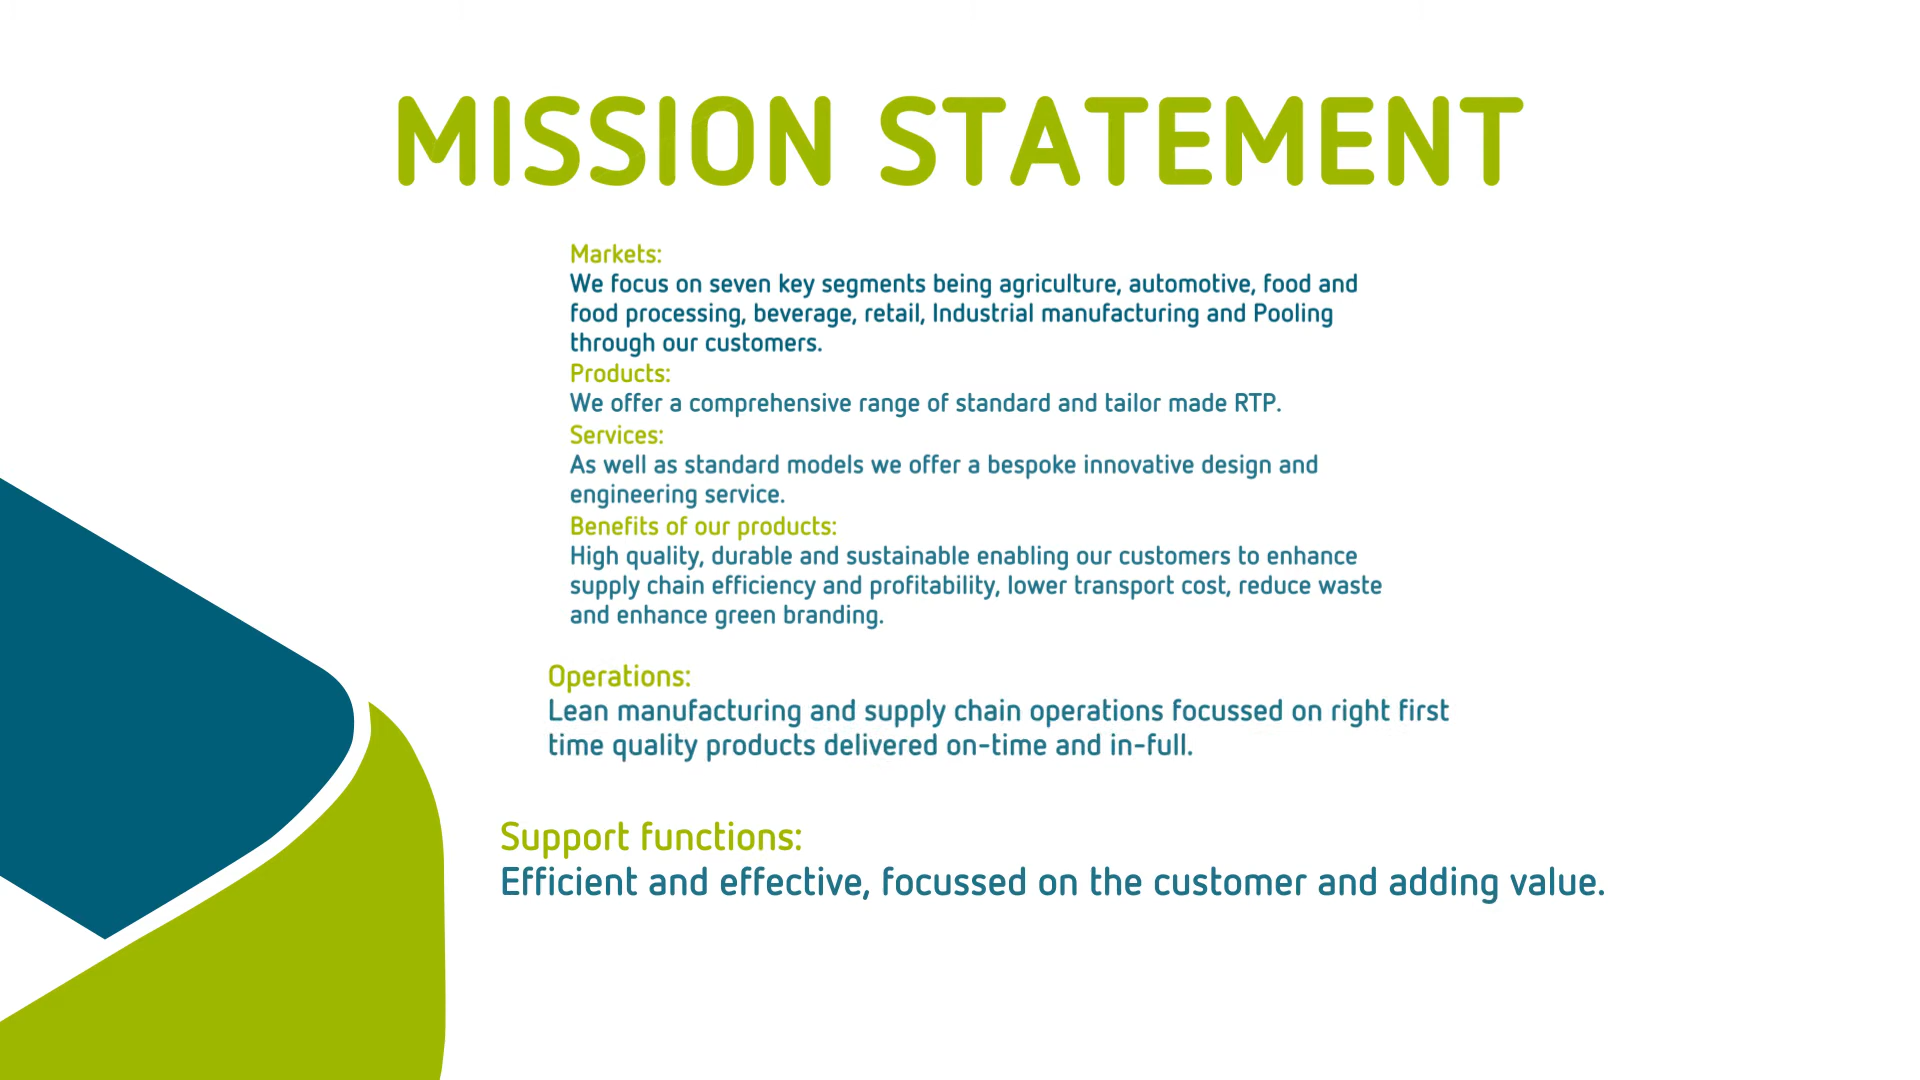 MISSION STATEMENT
Markets:
We focus on seven key segments being agriculture, automotive, food and
food processing, beverage, retail, Industrial manufacturing and Pooling
through our customers.
Products:
We offer a comprehensive range of standard and tailor made RTP.
Services:
As well as standard models we offer a bespoke innovative design and
engineering service.
Benefits of our products:
High quality, durable and sustainable enabling our customers to enhance
supply chain efficiency and profitability, lower transport cost, reduce waste
and enhance green branding.
Operations:
Lean manufacturing and supply chain operations focussed on right first
time quality products delivered on-time and in-full.
Support functions:
Efficient and effective, focussed on the customer and adding value.